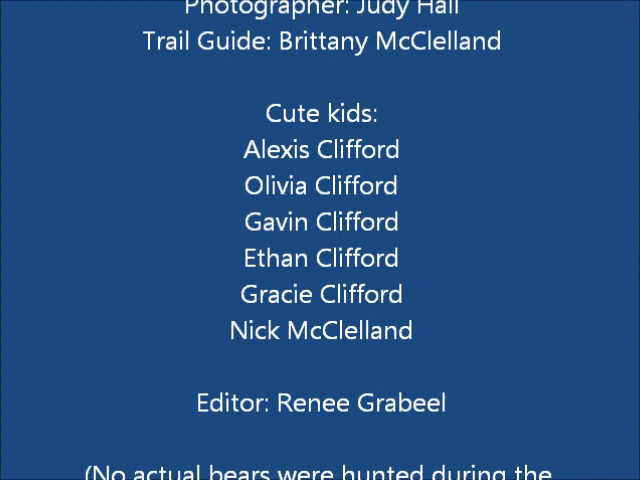 Photographer: Judy Hall
Trail Guide: Brittany McClelland
Cute kids:
Alexis Clifford
Olivia Clifford
Gavin Clifford
Ethan Clifford
Gracie Clifford
Nick McClelland
Editor: Renee Grabeel
(No actual bears were hunted during the